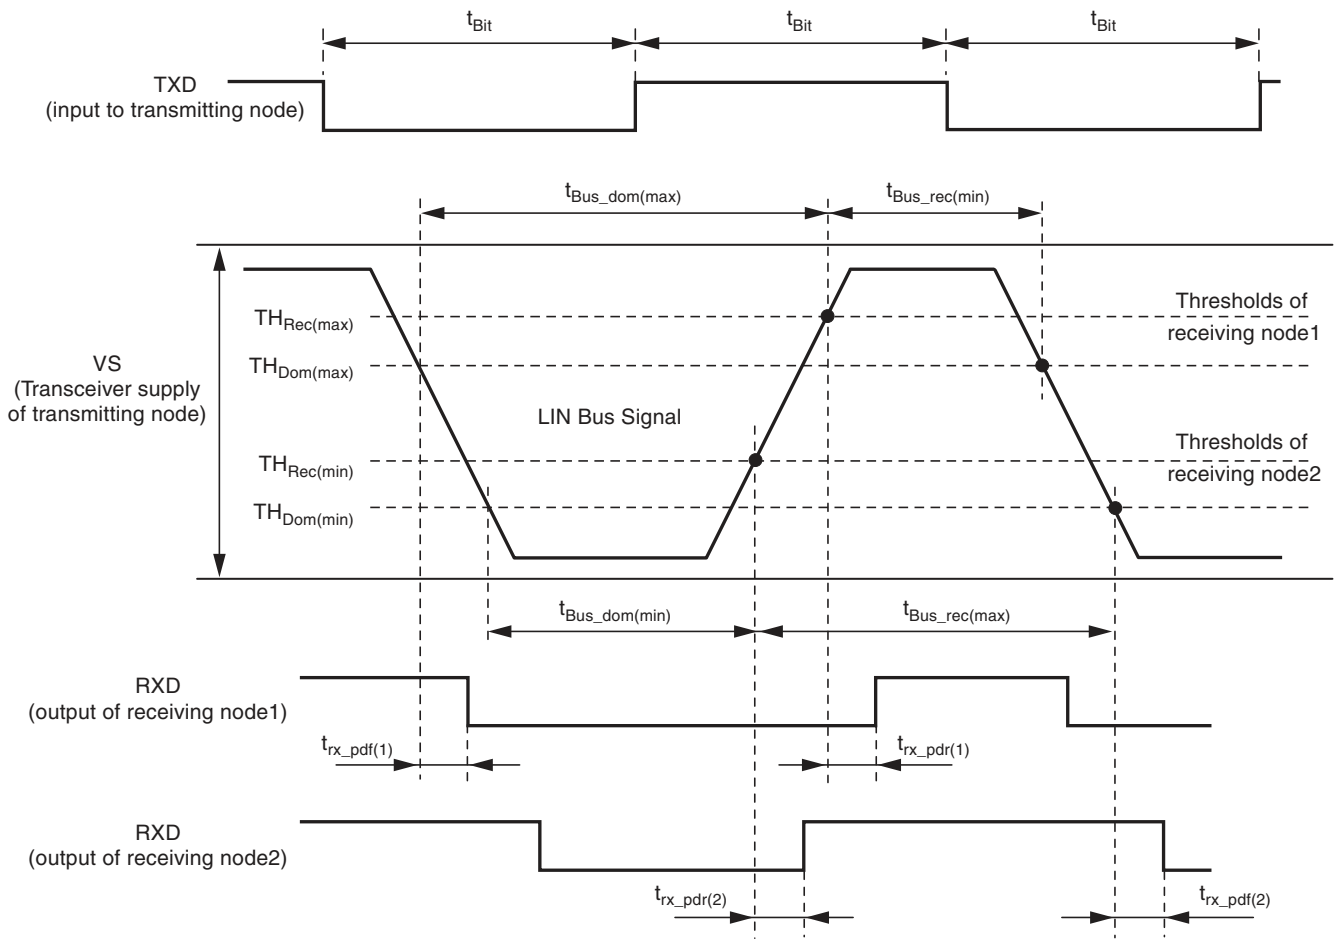 tBit
tBit
tBit
TXD
(input to transmitting node)
tBus_dom(max)
tBus_rec(min)
THRec(max)
Thresholds of
receiving node1
VS
(Transceiver supply
of transmitting node)
THDom(max)
LIN Bus Signal
THRec(min)
Thresholds of
receiving node2
THDom(min)
tBus_dom(min)
tBus_rec(max)
RXD
(output of receiving node1)
trx_pdf(1)
trx_pdr(1)
RXD
(output of receiving node2)
trx_pdr(2)
trx_pdf(2)